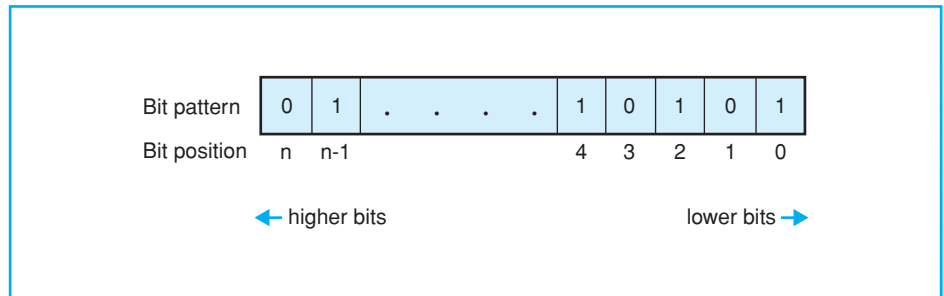 Bit pattern 0 1 . . . . 1 0 1 0 1
Bit position n n-1 4 3 2 1 0
higher bits lower bits